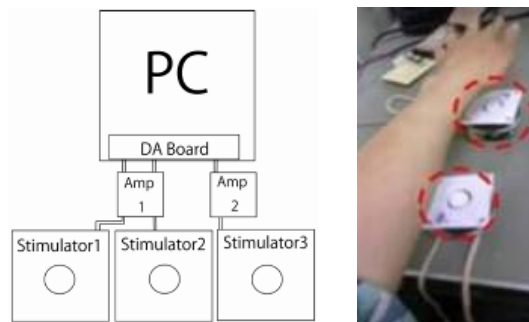 PC
DA Board
Amp
1
Amp
2
Stimulator1
Stimulator2
Stimulator3